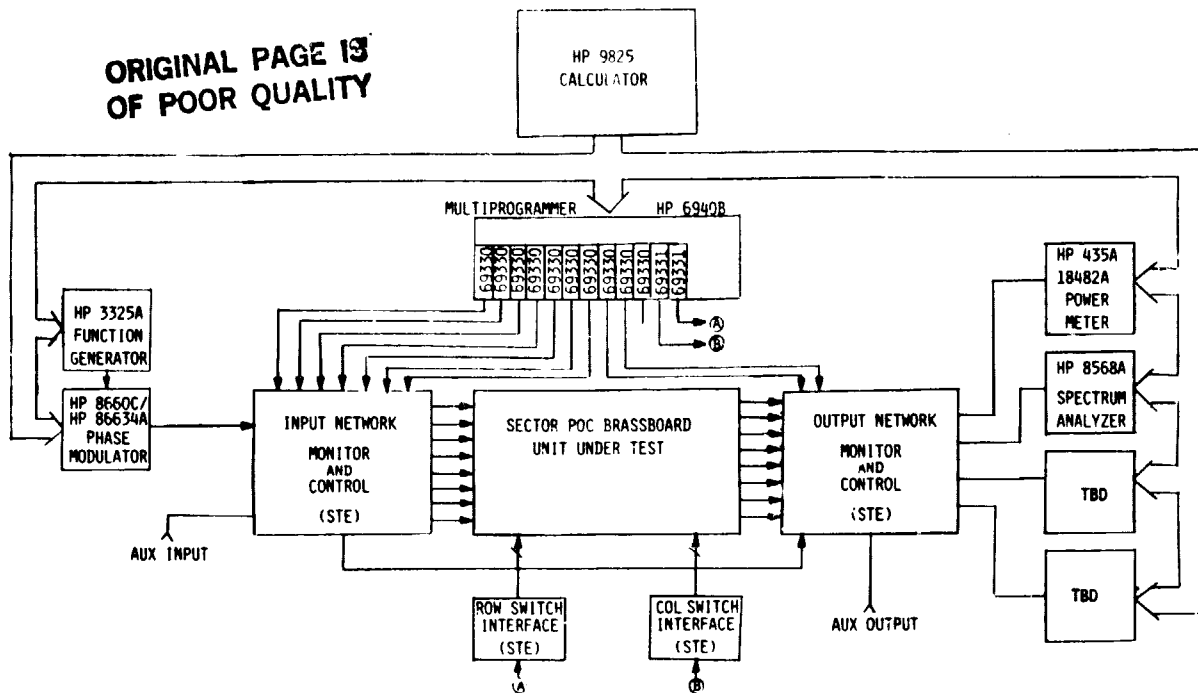 ORIGINAL PAGE IS
OF POOR QUALITY
HP 9825
CALCULATOR
MULTIPROGRAMMER HP 6940B
69330
69330
69330
69330
69330
69330
69330
69330
69330
69330
69331
69331
A
B
HP 3325A
FUNCTION
GENERATOR
HP 8660C/
HP 86634A
PHASE
MODULATOR
AUX INPUT
INPUT NETWORK
MONITOR
AND
CONTROL
(STE)
SECTOR POC BRASSBOARD
UNIT UNDER TEST
OUTPUT NETWORK
MONITOR
AND
CONTROL
(STE)
HP 435A
18482A
POWER
METER
HP 8568A
SPECTRUM
ANALYZER
TBD
TBD
ROW SWITCH
INTERFACE
(STE)
A
COL SWITCH
INTERFACE
(STE)
B
AUX OUTPUT